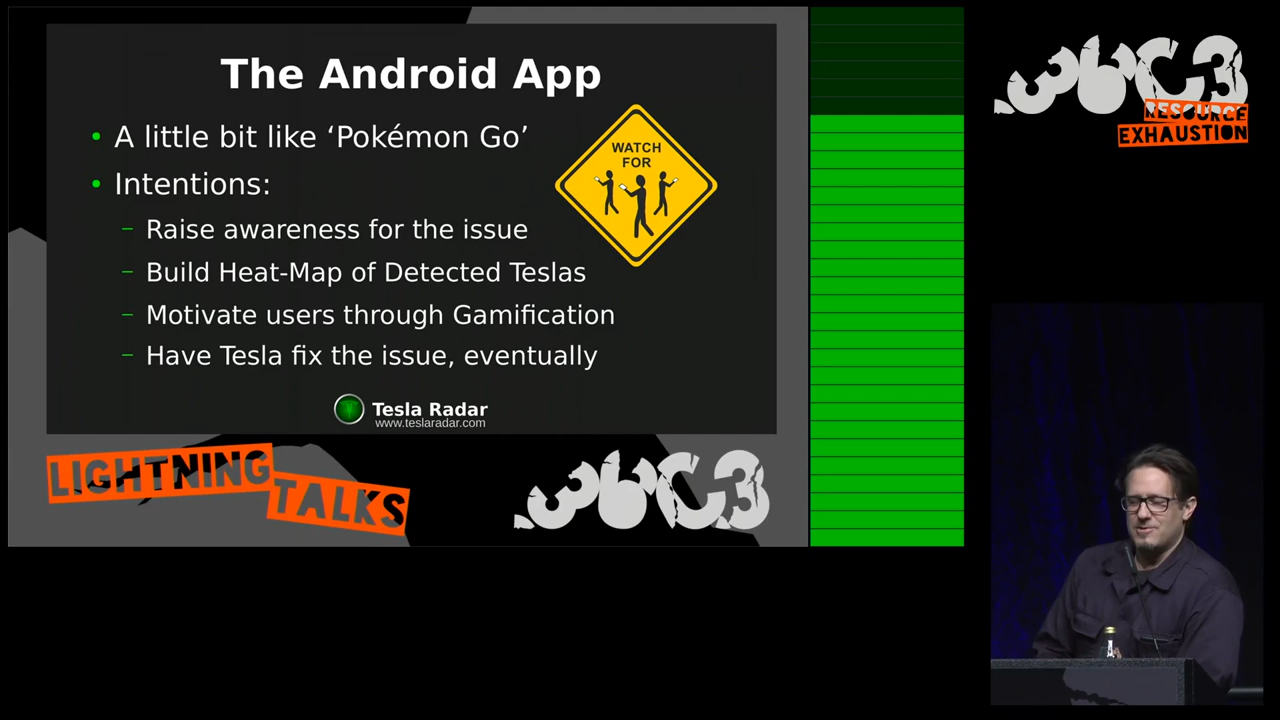 The Android App
• A little bit like ‘Pokémon Go’
• Intentions:
– Raise awareness for the issue
– Build Heat-Map of Detected Teslas
– Motivate users through Gamification
– Have Tesla fix the issue, eventually
WATCH
FOR
Tesla Radar
www.teslaradar.com
LIGHTNING
TALKS
36C3
36C3
RESOURCE
EXHAUSTION